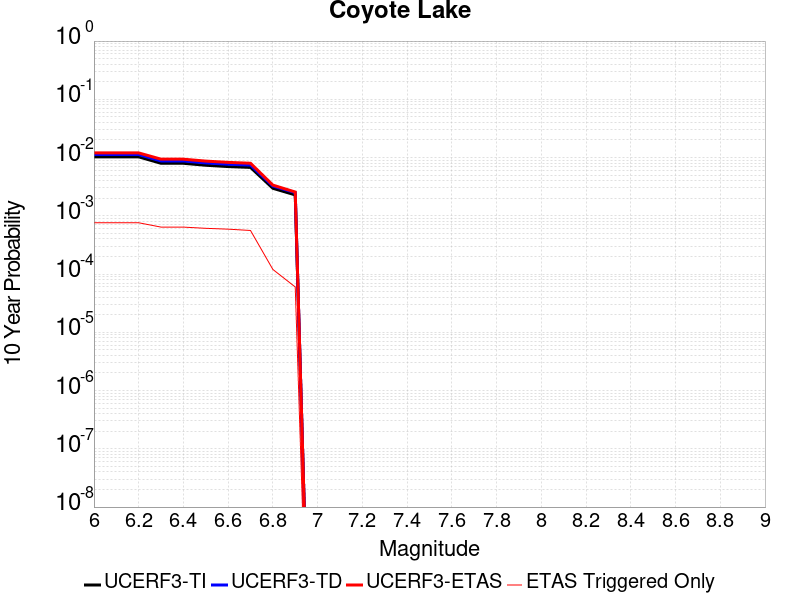 Coyote Lake
10 0
10 -1
10 -2
10 -3
10 -4
10 -5
10 -6
10 -7
10 -8
10 Year Probability
6 6.2 6.4 6.6 6.8 7 7.2 7.4 7.6 7.8 8 8.2 8.4 8.6 8.8 9
Magnitude
UCERF3-TI UCERF3-TD UCERF3-ETAS ETAS Triggered Only